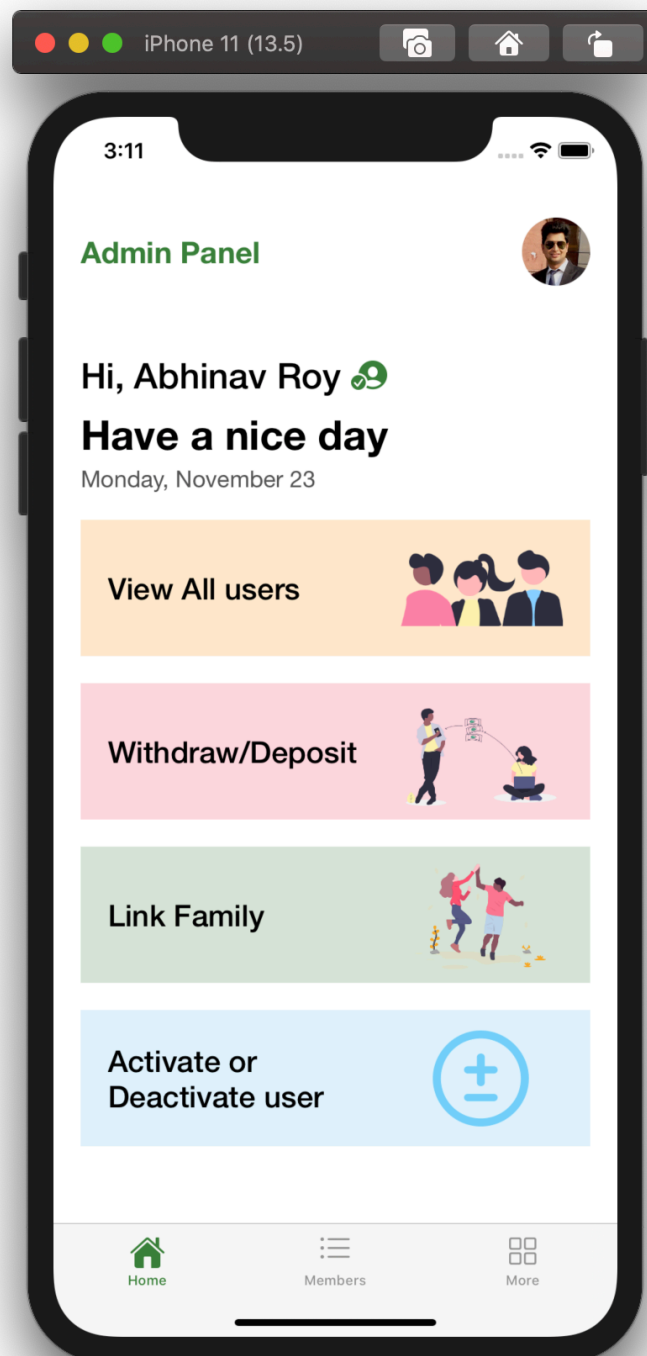 iPhone 11 (13.5)
3:11
Admin Panel
Hi, Abhinav Roy
Have a nice day
Monday, November 23
View All users
Withdraw/Deposit
Link Family
Activate or
Deactivate user
Home
Members
More